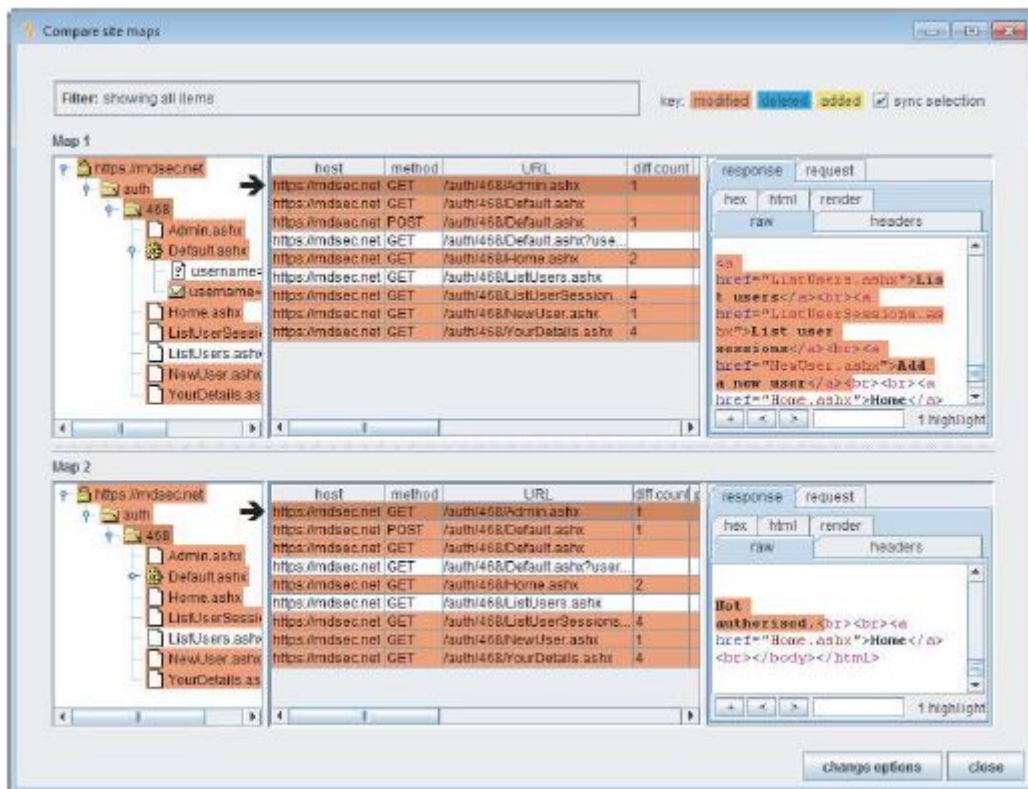 Compare site maps
Filter: showing all items
key: modified deleted added sync selection
Map 1
https://mdsec.net
auth
468
Admin.ashx
Default.ashx
username=
username=
Home.ashx
ListUserSessi
ListUsers.ashx
NewUser.ashx
YourDetails.as
host method URL diff count
https://mdsec.net GET /auth/468/Admin.ashx 1
https://mdsec.net GET /auth/468/Default.ashx
https://mdsec.net POST /auth/468/Default.ashx 1
https://mdsec.net GET /auth/468/Default.ashx?use...
https://mdsec.net GET /auth/468/Home.ashx 2
https://mdsec.net GET /auth/468/ListUsers.ashx
https://mdsec.net GET /auth/468/ListUserSession... 4
https://mdsec.net GET /auth/468/NewUser.ashx 1
https://mdsec.net GET /auth/468/YourDetails.ashx 4
response request
hex html render
raw headers
<a
href="ListUsers.ashx">Lis
t users</a><br><a
href="ListUserSessions.as
hx">List user
sessions</a><br><a
href="NewUser.ashx">Add
a new user</a><br><br><a
href="Home.ashx">Home</a>
+ < > 1 highlight
Map 2
https://mdsec.net
auth
468
Admin.ashx
Default.ashx
Home.ashx
ListUserSessi
ListUsers.ashx
NewUser.ashx
YourDetails.as
host method URL diff count
https://mdsec.net GET /auth/468/Admin.ashx 1
https://mdsec.net POST /auth/468/Default.ashx 1
https://mdsec.net GET /auth/468/Default.ashx
https://mdsec.net GET /auth/468/Default.ashx?user...
https://mdsec.net GET /auth/468/Home.ashx 2
https://mdsec.net GET /auth/468/ListUsers.ashx
https://mdsec.net GET /auth/468/ListUserSessions... 4
https://mdsec.net GET /auth/468/NewUser.ashx 1
https://mdsec.net GET /auth/468/YourDetails.ashx 4
response request
hex html render
raw headers
Not
authorised.<br><br><a
href="Home.ashx">Home</a>
<br></body></html>
+ < > 1 highlight
change options close